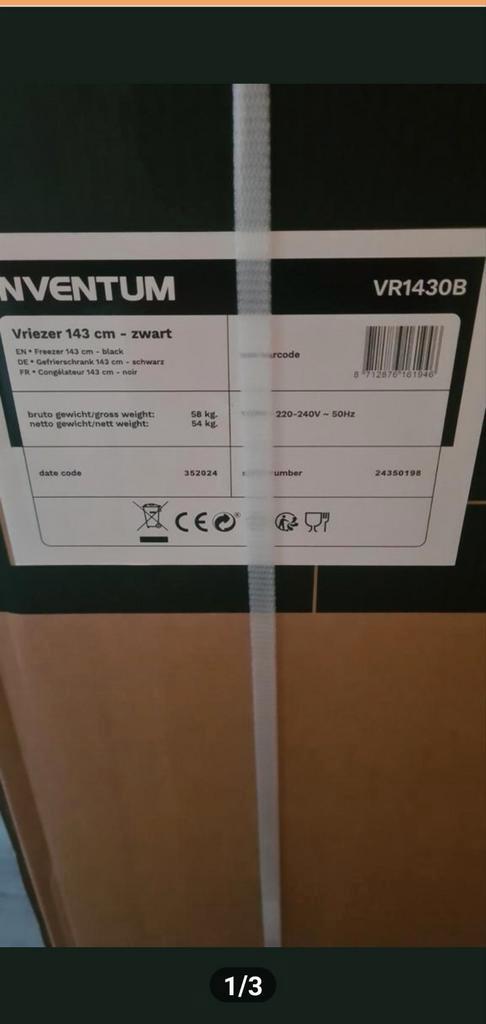 NVENTUM
VR1430B
Vriezer 143 cm - zwart
EN • Freezer 143 cm - black
DE • Gefrierschrank 143 cm - schwarz
FR • Congélateur 143 cm - noir
arcode
8 712876 161946
bruto gewicht/gross weight: 58 kg.
netto gewicht/nett weight: 54 kg.
220-240V ~ 50Hz
date code 352024
umber 24350198
CE
1/3